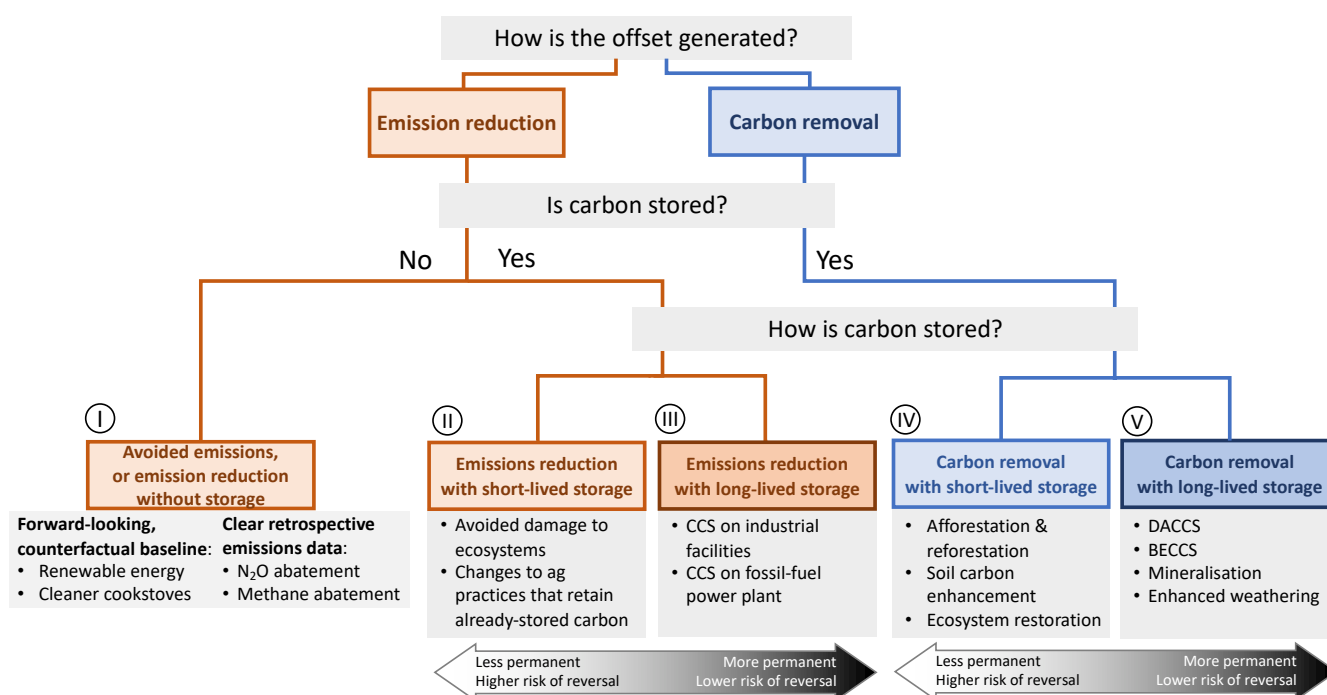 How is the offset generated?
Emission reduction
Carbon removal
Is carbon stored?
No
Yes
Yes
How is carbon stored?
I
Avoided emissions,
or emission reduction
without storage
Forward-looking,
counterfactual baseline:
• Renewable energy
• Cleaner cookstoves
Clear retrospective
emissions data:
• N₂O abatement
• Methane abatement
II
Emissions reduction
with short-lived storage
• Avoided damage to
ecosystems
• Changes to ag
practices that retain
already-stored carbon
III
Emissions reduction
with long-lived storage
• CCS on industrial
facilities
• CCS on fossil-fuel
power plant
Less permanent
Higher risk of reversal
More permanent
Lower risk of reversal
IV
Carbon removal
with short-lived storage
• Afforestation &
reforestation
• Soil carbon
enhancement
• Ecosystem restoration
V
Carbon removal
with long-lived storage
• DACCS
• BECCS
• Mineralisation
• Enhanced weathering
Less permanent
Higher risk of reversal
More permanent
Lower risk of reversal